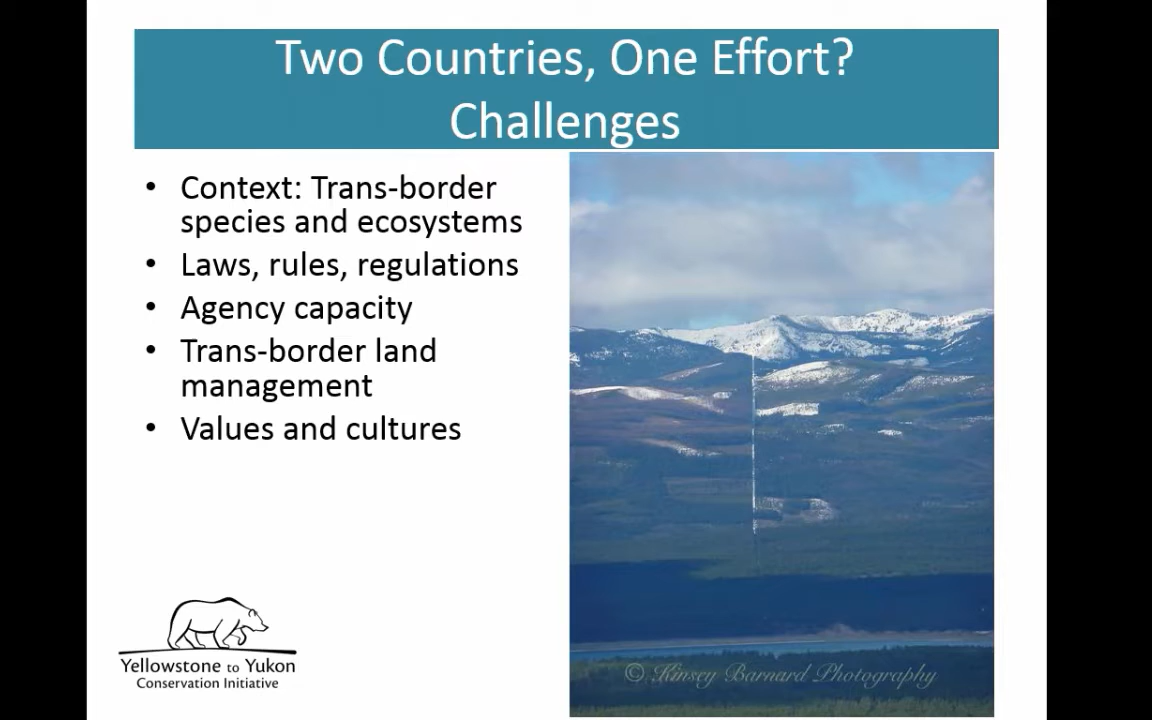 Two Countries, One Effort?
Challenges
• Context: Trans-border
species and ecosystems
• Laws, rules, regulations
• Agency capacity
• Trans-border land
management
• Values and cultures
Yellowstone to Yukon
Conservation Initiative
© Kinsey Barnard Photography